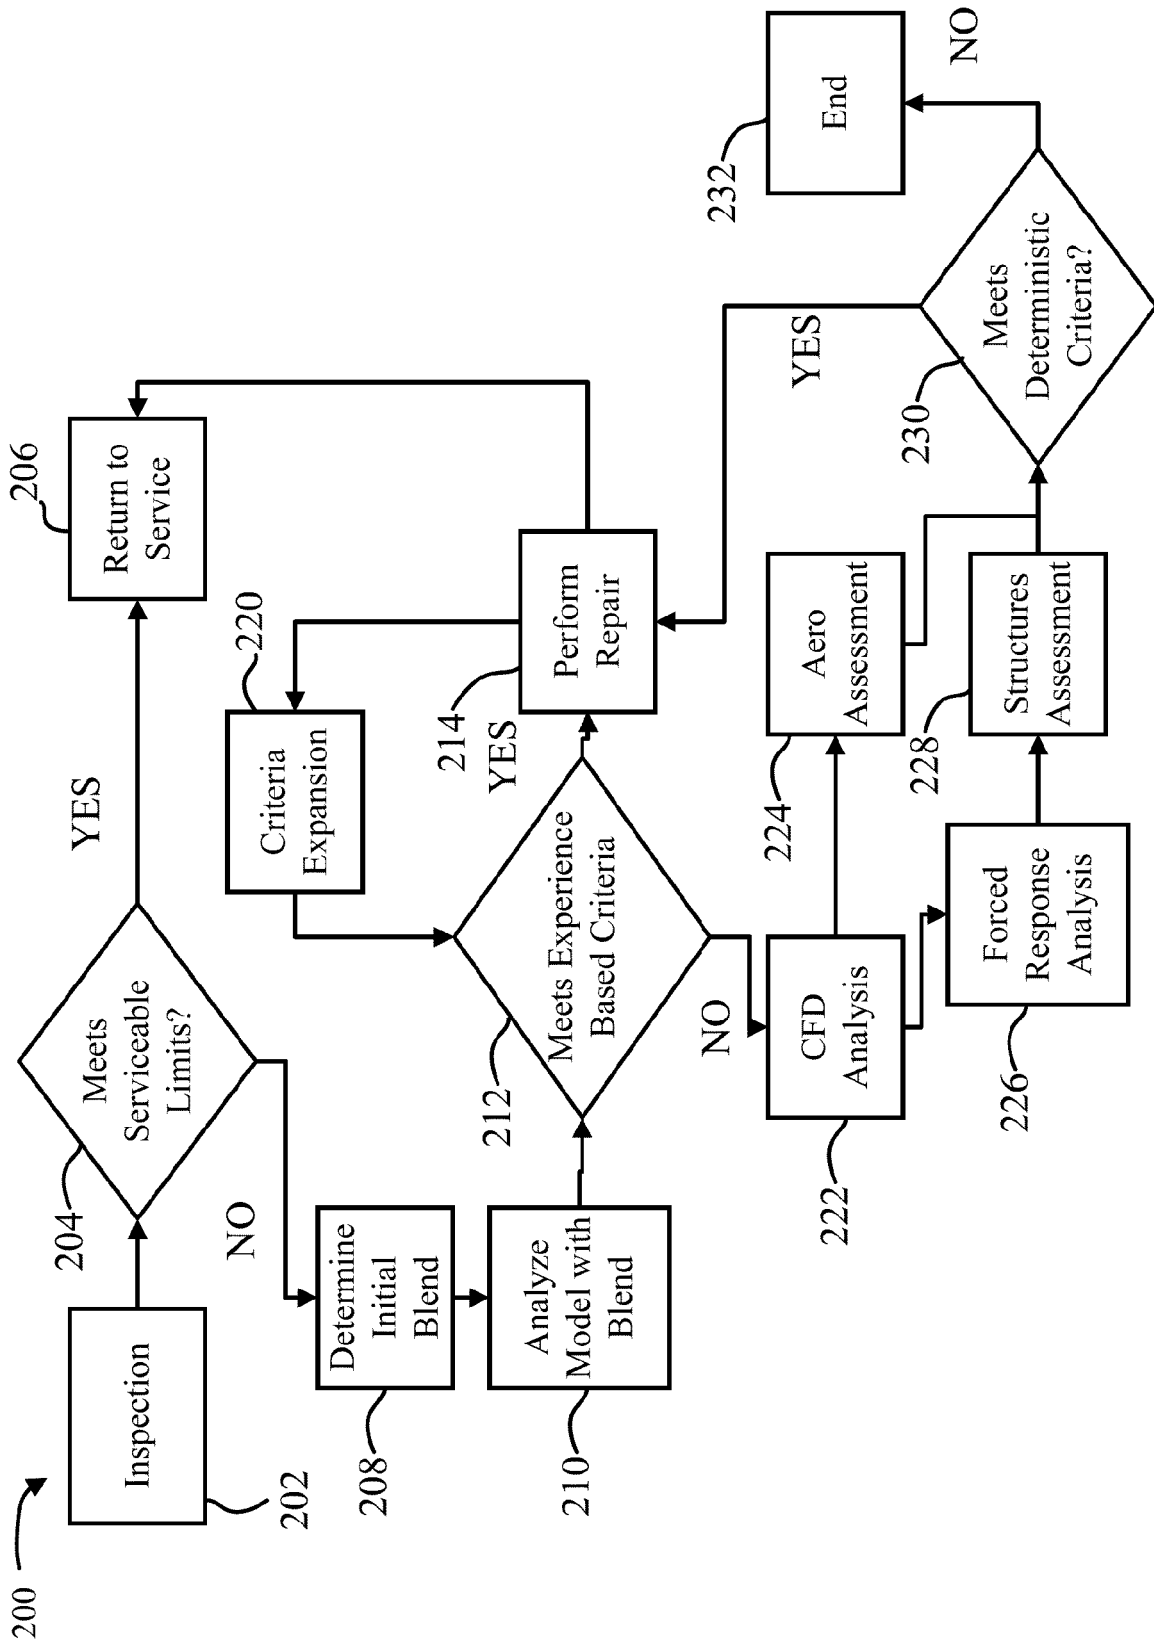 200
Inspection
202
204
Meets
Serviceable
Limits?
YES
NO
Return to
Service
206
Determine
Initial
Blend
208
Analyze
Model with
Blend
210
Meets Experience
Based Criteria
212
YES
NO
Criteria
Expansion
220
Perform
Repair
214
CFD
Analysis
222
Aero
Assessment
224
Forced
Response
Analysis
226
Structures
Assessment
228
Meets
Deterministic
Criteria?
230
YES
NO
End
232